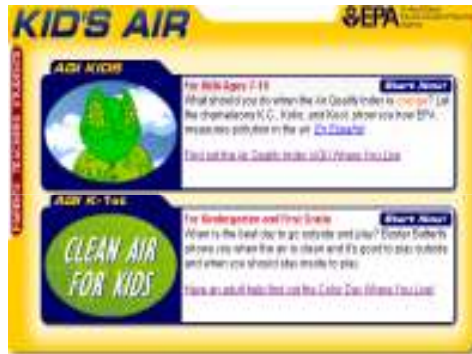 KID'S AIR
EPA
AQI KIDS
For Kids Ages 7-10
Start Now!
What should you do when the Air Quality Index is orange? Let
the chameleons K.C., Koko, and Kool, show you how EPA
measures pollution in the air. En Español
Find out the Air Quality Index (AQI) Where You Live!
PARENTS TEACHERS STUDENTS
AQI K-1st
For Kindergarten and First Grade
Start Now!
When is the best day to go outside and play? Easter Butterfly
shows you when the air is clean and it's good to play outside
and when you should stay inside to play.
Have an adult help find out the Color Day Where You Live!
CLEAN AIR
FOR KIDS